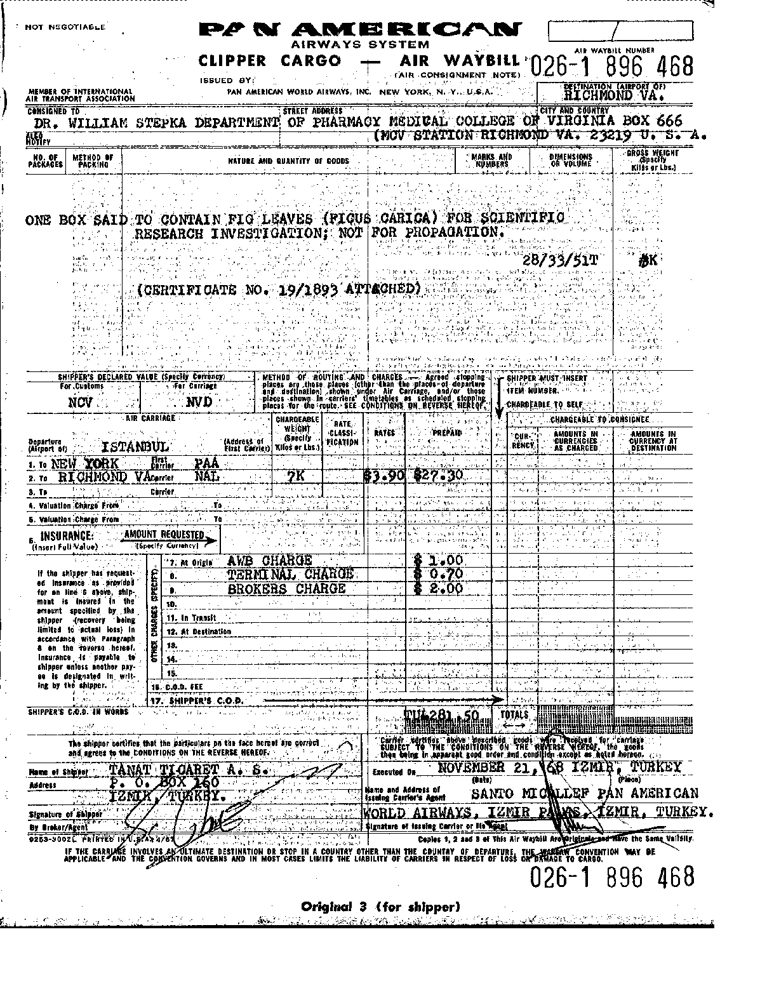 NOT NEGOTIABLE
PAN AMERICAN
AIRWAYS SYSTEM
CLIPPER CARGO — AIR WAYBILL
(AIR CONSIGNMENT NOTE)
AIR WAYBILL NUMBER
026-1 896 468
ISSUED BY:
MEMBER OF INTERNATIONAL
AIR TRANSPORT ASSOCIATION
PAN AMERICAN WORLD AIRWAYS, INC. NEW YORK, N. Y., U.S.A.
DESTINATION (AIRPORT OF)
RICHMOND VA.
CONSIGNED TO STREET ADDRESS CITY AND COUNTRY
DR. WILLIAM STEPKA DEPARTMENT OF PHARMACY MEDICAL COLLEGE OF VIRGINIA BOX 666
ALSO NOTIFY
(MCV STATION RICHMOND VA. 23219 U. S. A.
NO. OF PACKAGES METHOD OF PACKING NATURE AND QUANTITY OF GOODS MARKS AND NUMBERS DIMENSIONS OR VOLUME GROSS WEIGHT (Specify Kilos or Lbs.)
ONE BOX SAID TO CONTAIN FIG LEAVES (FICUS CARICA) FOR SCIENTIFIC
RESEARCH INVESTIGATION; NOT FOR PROPAGATION.
28/33/51T K
(CERTIFICATE NO. 19/1893 ATTACHED)
SHIPPER'S DECLARED VALUE (Specify Currency)
For Customs For Carriage
NCV NVD
METHOD OF ROUTING AND CHARGES — Agreed stopping
places are those places (other than the places of departure
and destination) shown under Air Carriage, and/or those
places shown in carriers' timetables as scheduled stopping
places for the route. SEE CONDITIONS ON REVERSE HEREOF.
SHIPPER MUST INSERT
ITEM NUMBER.
CHARGEABLE TO SELF
AIR CARRIAGE
CHARGEABLE WEIGHT (Specify Kilos or Lbs.)
RATE CLASSIFICATION
RATES PREPAID
CHARGEABLE TO CONSIGNEE
CURRENCY AMOUNTS IN CURRENCIES AS CHARGED AMOUNTS IN CURRENCY AT DESTINATION
Departure (Airport of) ISTANBUL (Address of First Carrier)
1. To NEW YORK First Carrier PAA
2. To RICHMOND VA Carrier NAL 7K $3.90 $27.30
3. To Carrier
4. Valuation Charge From To
5. Valuation Charge From To
6. INSURANCE: AMOUNT REQUESTED
(Insert Full Value) (Specify Currency)
If the shipper has requested
insurance as provided
for on line 6 above, shipment
is insured in the
amount specified by the
shipper (recovery being
limited to actual loss) in
accordance with Paragraph
8 on the reverse hereof.
Insurance is payable to
shipper unless another payee
is designated in writing
by the shipper.
OTHER CHARGES (SPECIFY)
7. At Origin AWB CHARGE $ 1.00
8. TERMINAL CHARGE $ 0.70
9. BROKERS CHARGE $ 2.00
10.
11. In Transit
12. At Destination
13.
14.
15.
16. C.O.D. FEE
17. SHIPPER'S C.O.D.
SHIPPER'S C.O.D. IN WORDS
281.50 TOTALS
The shipper certifies that the particulars on the face hereof are correct
and agrees to the CONDITIONS ON THE REVERSE HEREOF.
Carrier certifies above described goods were received for carriage
SUBJECT TO THE CONDITIONS ON THE REVERSE HEREOF, the goods
then being in apparent good order and condition except as noted hereon.
Name of Shipper TANAT TICARET A. S.
Address P. O. BOX 160
IZMIR, TURKEY.
Signature of Shipper
By Broker/Agent
Executed On NOVEMBER 21, 68 IZMIR, TURKEY
(Date) (Place)
Name and Address of
Issuing Carrier's Agent SANTO MICALLEF PAN AMERICAN
WORLD AIRWAYS, IZMIR PALAS, IZMIR, TURKEY.
Signature of Issuing Carrier or His Agent
Copies 1, 2 and 3 of This Air Waybill Are Originals and Have the Same Validity.
IF THE CARRIAGE INVOLVES AN ULTIMATE DESTINATION OR STOP IN A COUNTRY OTHER THAN THE COUNTRY OF DEPARTURE, THE WARSAW CONVENTION MAY BE
APPLICABLE AND THE CONVENTION GOVERNS AND IN MOST CASES LIMITS THE LIABILITY OF CARRIERS IN RESPECT OF LOSS OR DAMAGE TO CARGO.
026-1 896 468
Original 3 (for shipper)